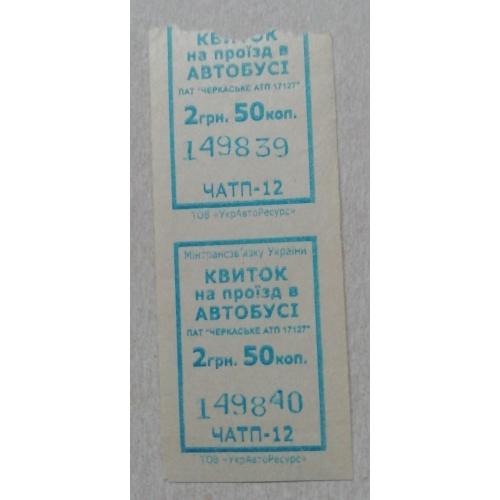 КВИТОК
на проїзд в
АВТОБУСІ
ПАТ "ЧЕРКАСЬКЕ АТП 17127"
2грн. 50коп.
149839
ЧАТП-12
ТОВ «УкрАвтоРесурс»
Мінтрансзв'язку України
КВИТОК
на проїзд в
АВТОБУСІ
ПАТ "ЧЕРКАСЬКЕ АТП 17127"
2грн. 50коп.
149840
ЧАТП-12
ТОВ «УкрАвтоРесурс»